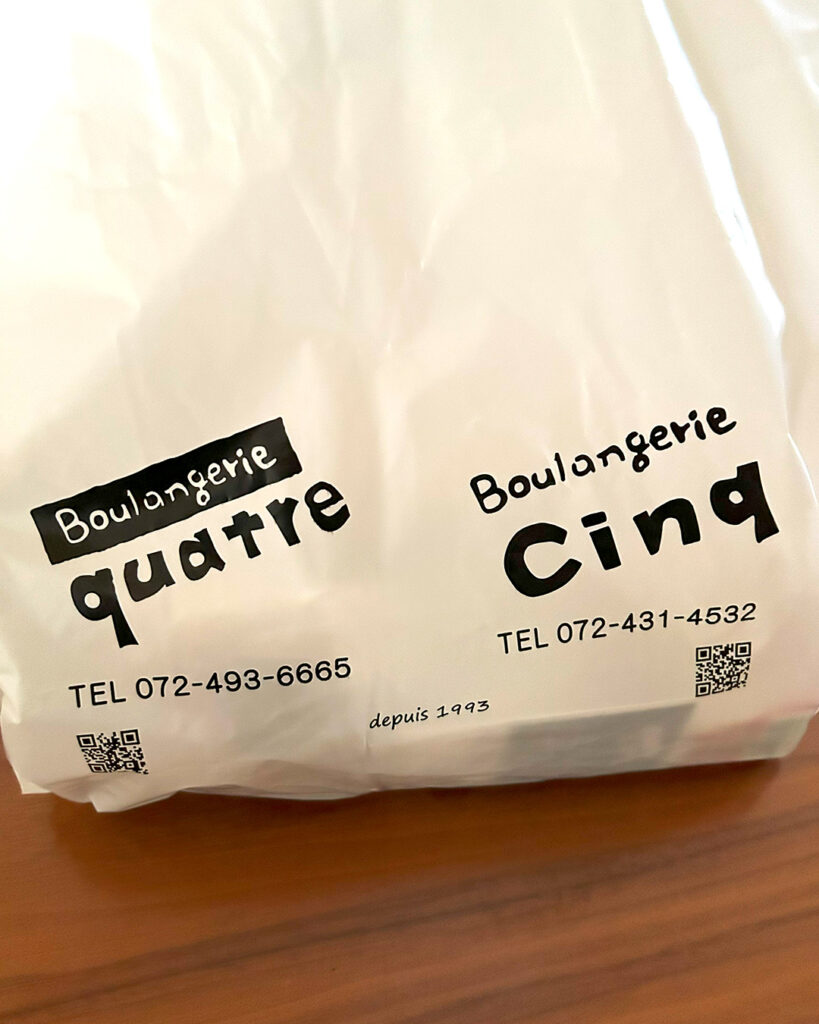 Boulangerie
quatre
TEL 072-493-6665
Boulangerie
Cinq
TEL 072-431-4532
depuis 1993